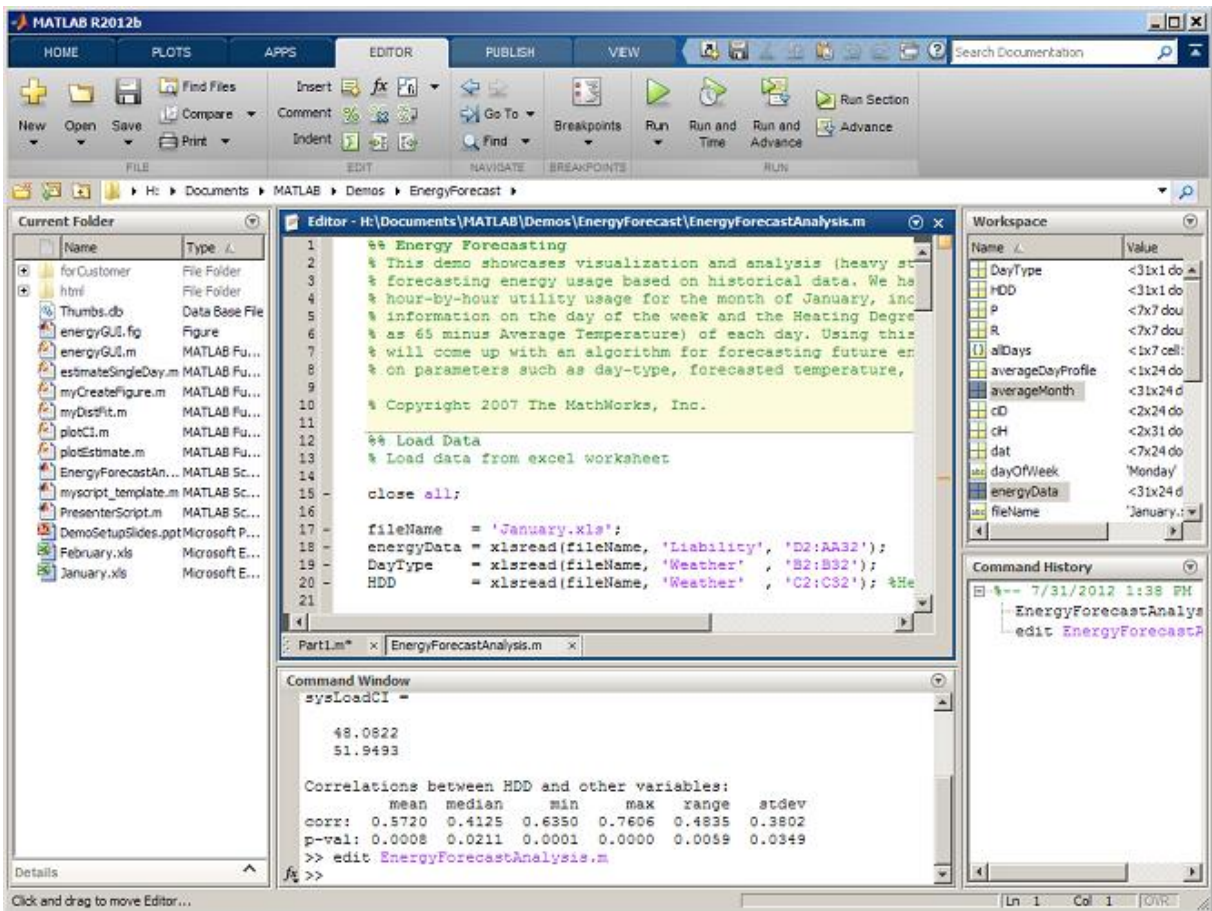 MATLAB R2012b
HOME PLOTS APPS EDITOR PUBLISH VIEW Search Documentation
New Open Save Find Files Compare Print
Insert Comment Indent
Go To Find
Breakpoints
Run Run and Time Run and Advance Run Section Advance
FILE EDIT NAVIGATE BREAKPOINTS RUN
H: Documents MATLAB Demos EnergyForecast
Current Folder
Name Type
forCustomer File Folder
html File Folder
Thumbs.db Data Base File
energyGUI.fig Figure
energyGUI.m MATLAB Fu...
estimateSingleDay.m MATLAB Fu...
myCreateFigure.m MATLAB Fu...
myDistFit.m MATLAB Fu...
plotCI.m MATLAB Fu...
plotEstimate.m MATLAB Fu...
EnergyForecastAn... MATLAB Sc...
myscript_template.m MATLAB Sc...
PresenterScript.m MATLAB Sc...
DemoSetupSlides.ppt Microsoft P...
February.xls Microsoft E...
January.xls Microsoft E...
Details
Editor - H:\Documents\MATLAB\Demos\EnergyForecast\EnergyForecastAnalysis.m
1 %% Energy Forecasting
2 % This demo showcases visualization and analysis (heavy st
3 % forecasting energy usage based on historical data. We ha
4 % hour-by-hour utility usage for the month of January, inc
5 % information on the day of the week and the Heating Degre
6 % as 65 minus Average Temperature) of each day. Using this
7 % will come up with an algorithm for forecasting future en
8 % on parameters such as day-type, forecasted temperature,
9
10 % Copyright 2007 The MathWorks, Inc.
11
12 %% Load Data
13 % Load data from excel worksheet
14
15 - close all;
16
17 - fileName = 'January.xls';
18 - energyData = xlsread(fileName, 'Liability', 'D2:AA32');
19 - DayType = xlsread(fileName, 'Weather' , 'B2:B32');
20 - HDD = xlsread(fileName, 'Weather' , 'C2:C32'); %He
21
Part1.m* x EnergyForecastAnalysis.m x
Command Window
sysLoadCI =
48.0822
51.9493
Correlations between HDD and other variables:
mean median min max range stdev
corr: 0.5720 0.4125 0.6350 0.7606 0.4835 0.3802
p-val: 0.0008 0.0211 0.0001 0.0000 0.0059 0.0349
>> edit EnergyForecastAnalysis.m
fx >>
Workspace
Name Value
DayType <31x1 do
HDD <31x1 do
P <7x7 dou
R <7x7 dou
allDays <1x7 cell:
averageDayProfile <1x24 do
averageMonth <31x24 d
ciD <2x24 do
ciH <2x31 do
dat <7x24 do
dayOfWeek 'Monday'
energyData <31x24 d
fileName 'January.:
Command History
%-- 7/31/2012 1:38 PM
EnergyForecastAnalys
edit EnergyForecastA
Click and drag to move Editor...
Ln 1 Col 1 OVR